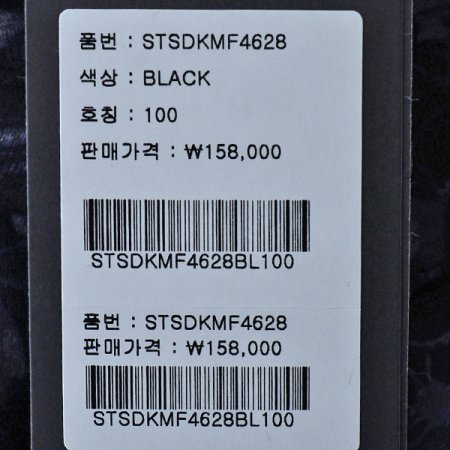 품번 : STSDKMF4628
색상 : BLACK
호칭 : 100
판매가격 : ₩158,000
STSDKMF4628BL100
품번 : STSDKMF4628
판매가격 : ₩158,000
STSDKMF4628BL100